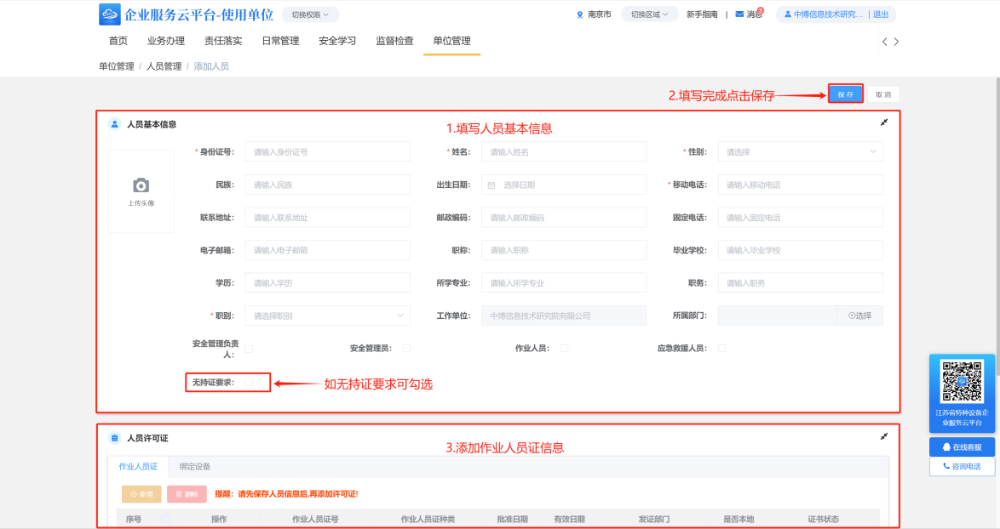 企业服务云平台-使用单位 切换权限 南京市 切换区域 新手指南 | 消息 3 中博信息技术研究... | 退出
首页 业务办理 责任落实 日常管理 安全学习 监督检查 单位管理
单位管理 / 人员管理 / 添加人员
2.填写完成点击保存 保存 取消
人员基本信息 1.填写人员基本信息
上传头像
* 身份证号: 请输入身份证号 * 姓名: 请输入姓名 * 性别: 请选择
民族: 请输入民族 出生日期: 选择日期 * 移动电话: 请输入移动电话
联系地址: 请输入联系地址 邮政编码: 请输入邮政编码 固定电话: 请输入固定电话
电子邮箱: 请输入电子邮箱 职称: 请输入职称 毕业学校: 请输入毕业学校
学历: 请输入学历 所学专业: 请输入所学专业 职务: 请输入职务
* 职别: 请选择职别 工作单位: 中博信息技术研究院有限公司 所属部门: 选择
安全管理负责
人: 安全管理员: 作业人员: 应急救援人员:
无持证要求: 如无持证要求可勾选
人员许可证 3.添加作业人员证信息
作业人员证 绑定设备
新增 删除 提醒: 请先保存人员信息后,再添加许可证!
序号 操作 作业人员证号 作业人员证种类 批准日期 有效日期 发证部门 是否本地 证书状态
江苏省特种设备企
业服务云平台
在线客服
咨询电话